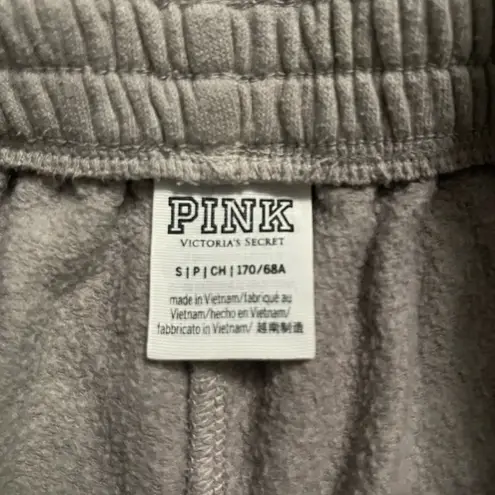 PINK
VICTORIA'S SECRET
S | P | CH | 170/68A
made in Vietnam/fabriqué au
Vietnam/hecho en Vietnam/
fabbricato in Vietnam/ 越南制造